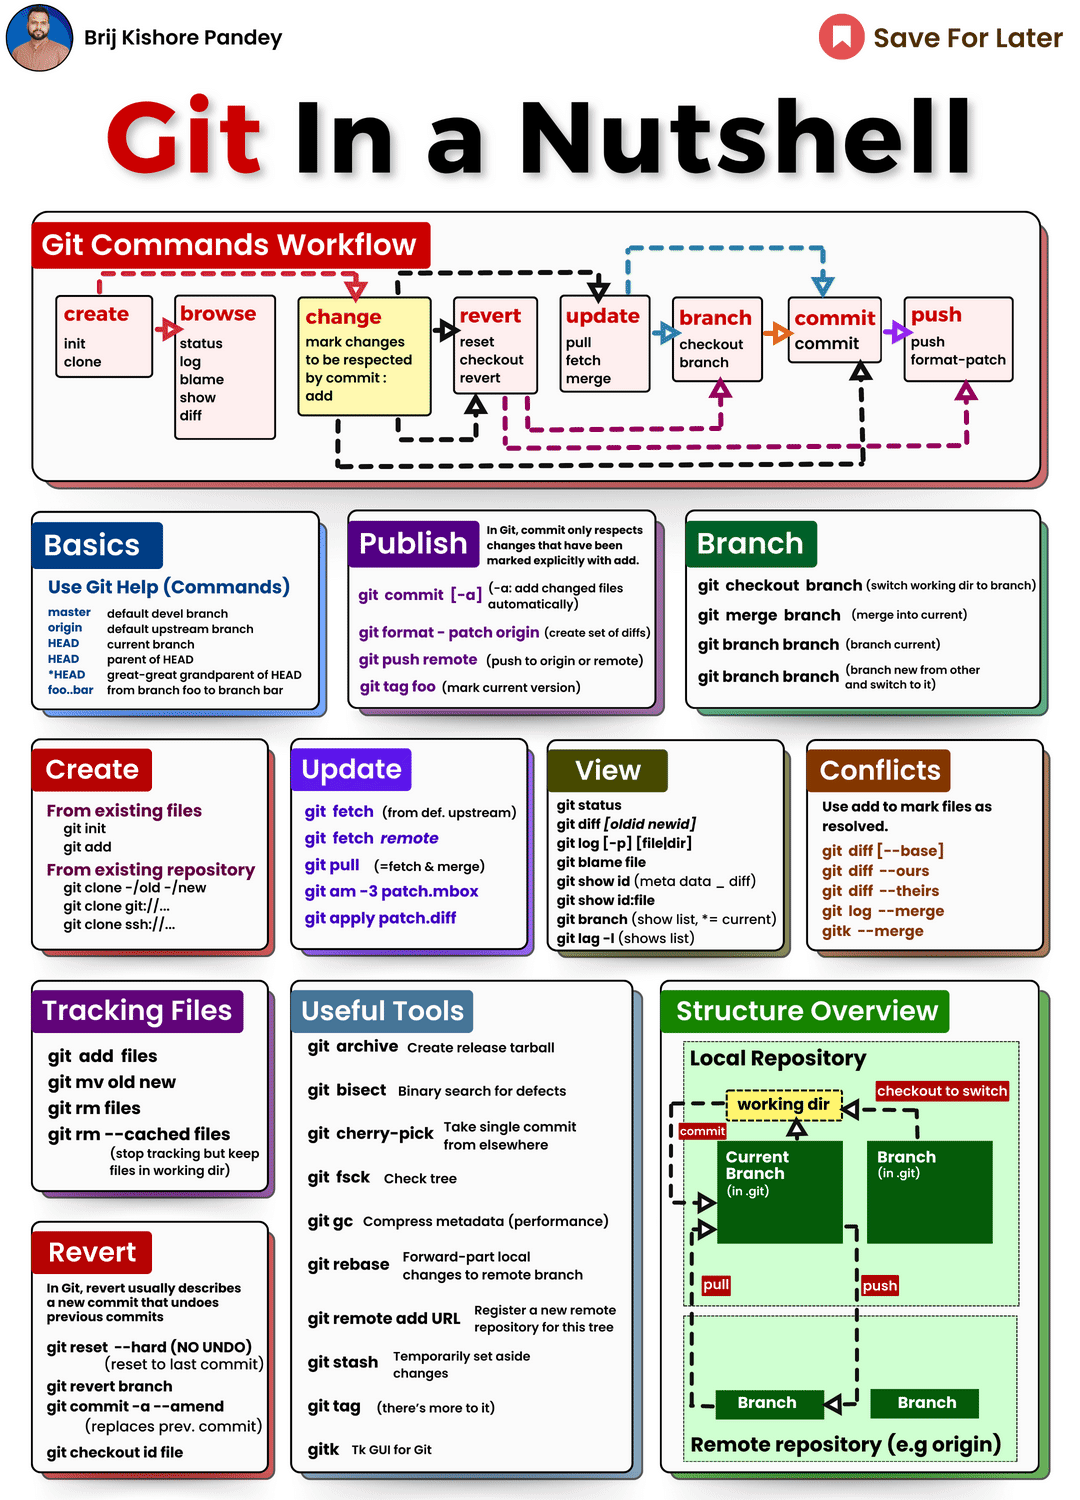 Brij Kishore Pandey
Save For Later
Git In a Nutshell
Git Commands Workflow
create
init
clone
browse
status
log
blame
show
diff
change
mark changes
to be respected
by commit :
add
revert
reset
checkout
revert
update
pull
fetch
merge
branch
checkout
branch
commit
commit
push
push
format-patch
Basics
Use Git Help (Commands)
master default devel branch
origin default upstream branch
HEAD current branch
HEAD parent of HEAD
*HEAD great-great grandparent of HEAD
foo..bar from branch foo to branch bar
Publish
In Git, commit only respects
changes that have been
marked explicitly with add.
git commit [-a] (-a: add changed files
automatically)
git format - patch origin (create set of diffs)
git push remote (push to origin or remote)
git tag foo (mark current version)
Branch
git checkout branch (switch working dir to branch)
git merge branch (merge into current)
git branch branch (branch current)
git branch branch (branch new from other
and switch to it)
Create
From existing files
git init
git add
From existing repository
git clone -/old -/new
git clone git://...
git clone ssh://...
Update
git fetch (from def. upstream)
git fetch remote
git pull (=fetch & merge)
git am -3 patch.mbox
git apply patch.diff
View
git status
git diff [oldid newid]
git log [-p] [file|dir]
git blame file
git show id (meta data _ diff)
git show id:file
git branch (show list, *= current)
git lag -l (shows list)
Conflicts
Use add to mark files as
resolved.
git diff [--base]
git diff --ours
git diff --theirs
git log --merge
gitk --merge
Tracking Files
git add files
git mv old new
git rm files
git rm --cached files
(stop tracking but keep
files in working dir)
Revert
In Git, revert usually describes
a new commit that undoes
previous commits
git reset --hard (NO UNDO)
(reset to last commit)
git revert branch
git commit -a --amend
(replaces prev. commit)
git checkout id file
Useful Tools
git archive Create release tarball
git bisect Binary search for defects
git cherry-pick Take single commit
from elsewhere
git fsck Check tree
git gc Compress metadata (performance)
git rebase Forward-part local
changes to remote branch
git remote add URL Register a new remote
repository for this tree
git stash Temporarily set aside
changes
git tag (there's more to it)
gitk Tk GUI for Git
Structure Overview
Local Repository
working dir
checkout to switch
commit
Current
Branch
(in .git)
Branch
(in .git)
pull
push
Branch
Branch
Remote repository (e.g origin)